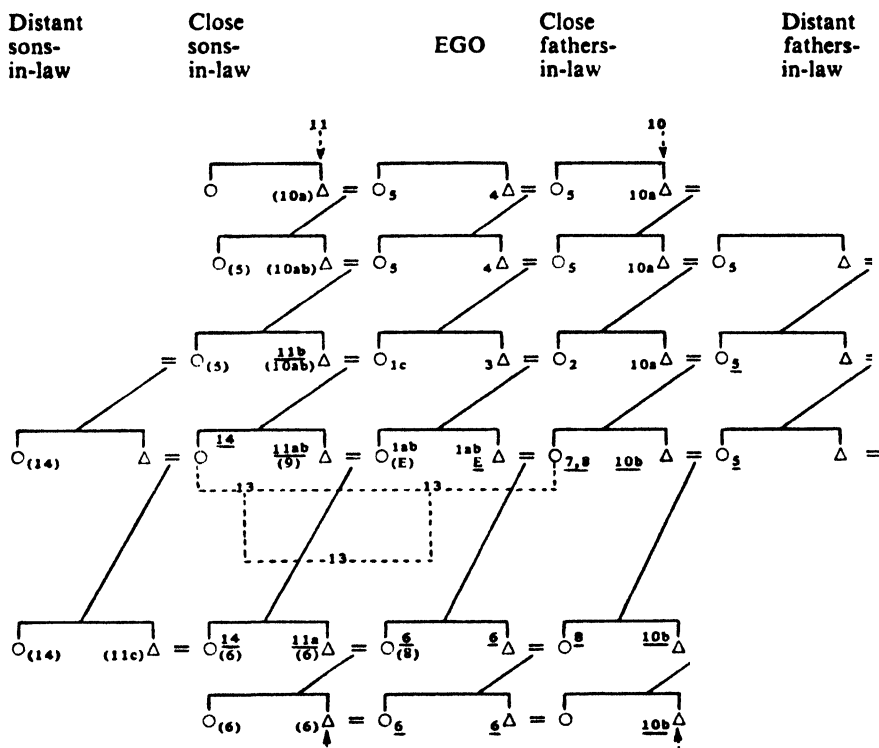 Distant sons-in-law
Close sons-in-law
EGO
Close fathers-in-law
Distant fathers-in-law
11 10
(10a) = 5 4 = 5 10a =
(5) (10ab) = 5 4 = 5 10a = 5 =
= (5) 11b (10ab) = 1c 3 = 2 10a = 5 =
(14) = 14 11ab (9) = 1ab (E) 1ab E = 7,8 10b = 5 =
13 13
13
(14) (11c) = 14 (6) 11a (6) = 6 (8) 6 = 8 10b
(6) (6) = 6 6 = 10b